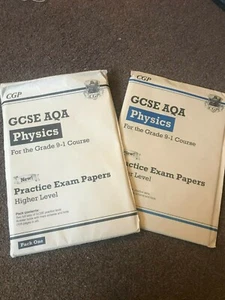 CGP
GCSE AQA
Physics
For the Grade 9-1 Course
New!
Practice Exam Papers
Higher Level
Pack One
CGP
GCSE AQA
Physics
For the Grade 9-1 Course
New!
Practice Exam Papers
Higher Level